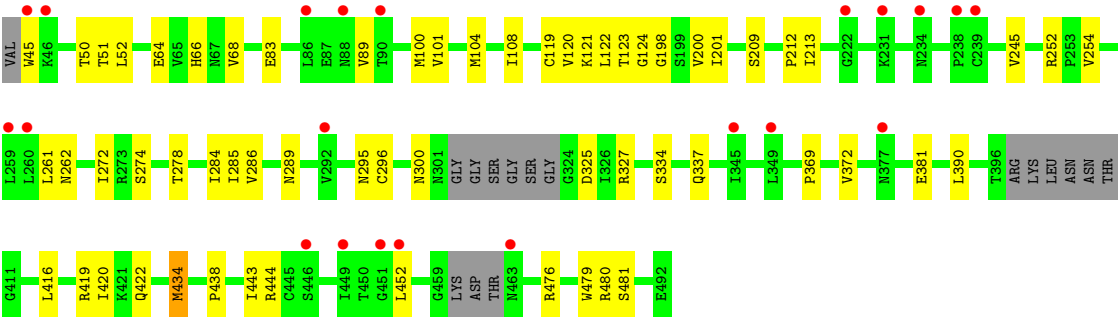 VAL W45 K46 T50 T51 L52 E64 V65 H66 N67 V68 E83 L86 E87 N88 V89 T90 M100 V101 M104 I108 C119 V120 K121 L122 T123 G124 G198 S199 V200 I201 S209 P212 I213 G222 K231 N234 P238 C239 V245 R252 P253 V254
L259 L260 L261 N262 I272 R273 S274 T278 I284 I285 V286 N289 V292 N295 C296 N300 N301 GLY GLY SER GLY SER GLY G324 D325 I326 R327 S334 Q337 I345 L349 P369 V372 N377 E381 L390 T396 ARG LYS LEU ASN ASN THR
G411 L416 R419 I420 K421 Q422 M434 P438 I443 R444 C445 S446 I449 T450 G451 L452 G459 LYS ASP THR N463 R476 W479 R480 S481 E492